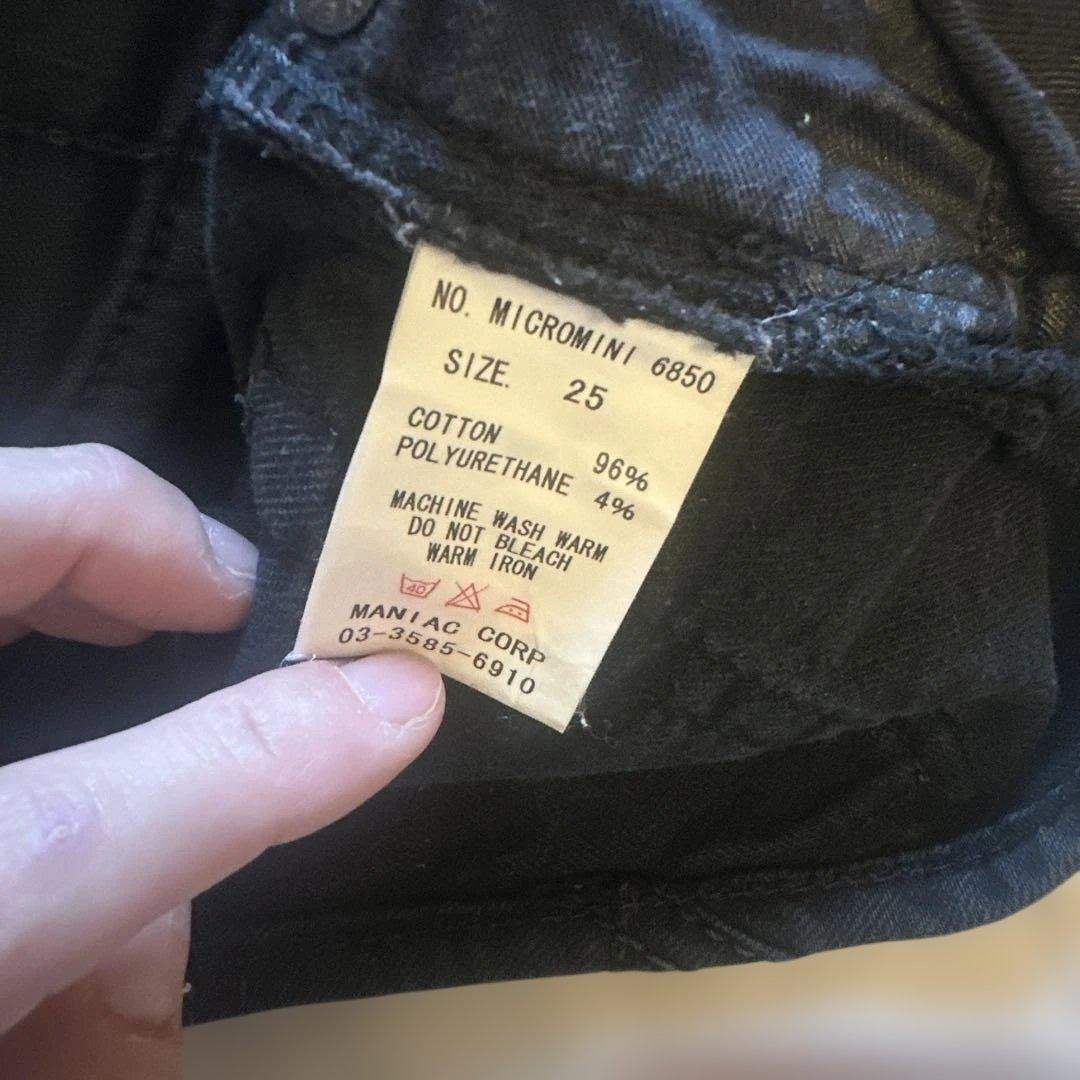 NO. MICROMINI 6850
SIZE. 25
COTTON 96%
POLYURETHANE 4%
MACHINE WASH WARM
DO NOT BLEACH
WARM IRON
40
MANIAC CORP
03-3585-6910